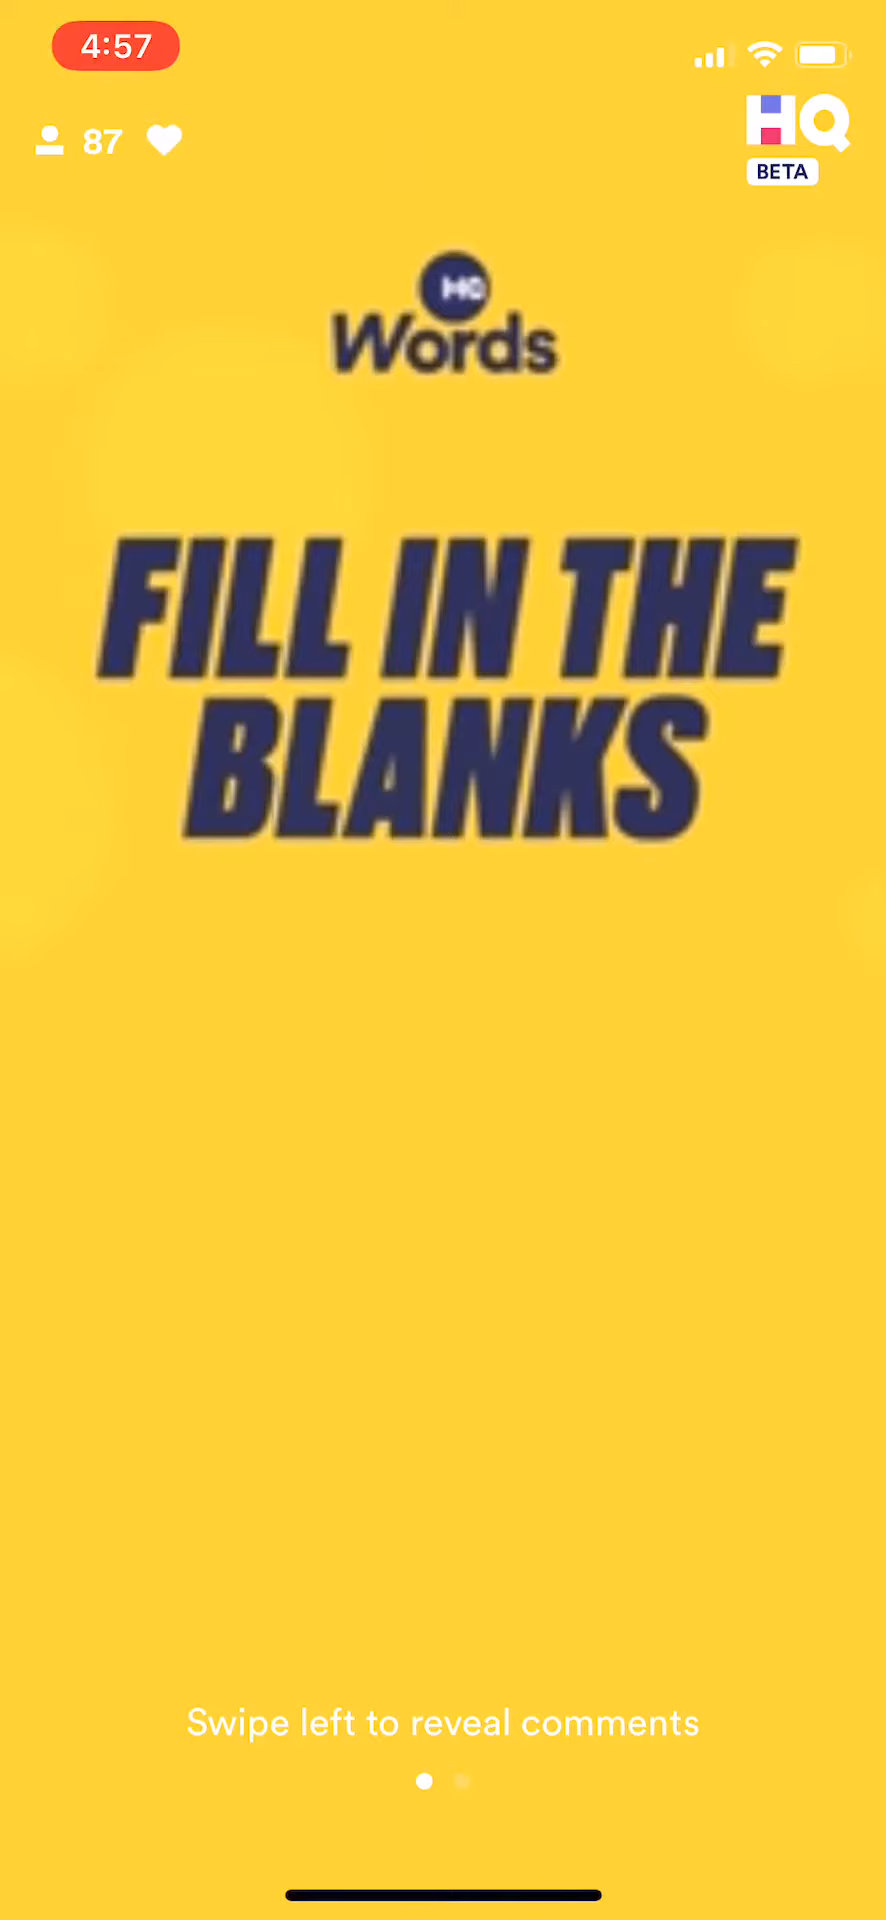 4:57
87
HQ
BETA
HQ
Words
FILL IN THE
BLANKS
Swipe left to reveal comments